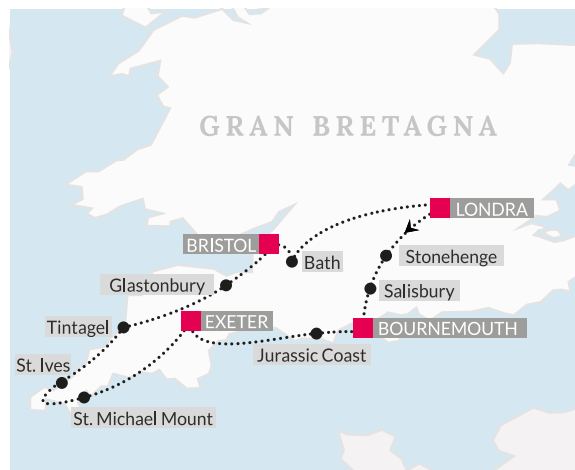 GRAN BRETAGNA
LONDRA
BRISTOL
Bath
Stonehenge
Glastonbury
Salisbury
EXETER
Tintagel
BOURNEMOUTH
Jurassic Coast
St. Ives
St. Michael Mount